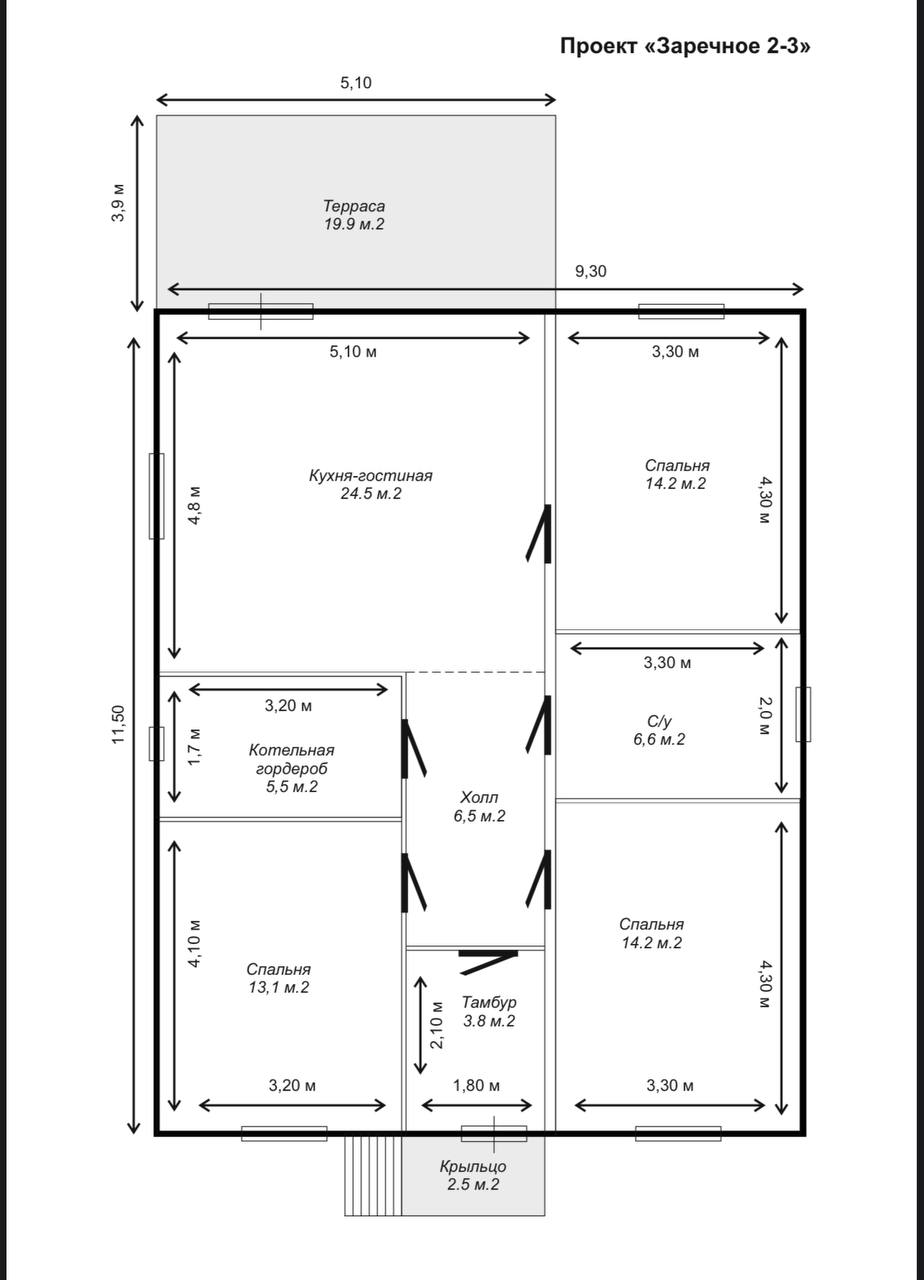 Проект «Заречное 2-3»
5,10
3,9 м
Терраса
19.9 м.2
9,30
5,10 м
3,30 м
4,8 м
Кухня-гостиная
24.5 м.2
Спальня
14.2 м.2
4,30 м
11,50
3,20 м
1,7 м
Котельная
гордероб
5,5 м.2
3,30 м
2,0 м
С/у
6,6 м.2
Холл
6,5 м.2
4,10 м
Спальня
13,1 м.2
3,20 м
Тамбур
3.8 м.2
2,10 м
1,80 м
Спальня
14.2 м.2
4,30 м
3,30 м
Крыльцо
2.5 м.2